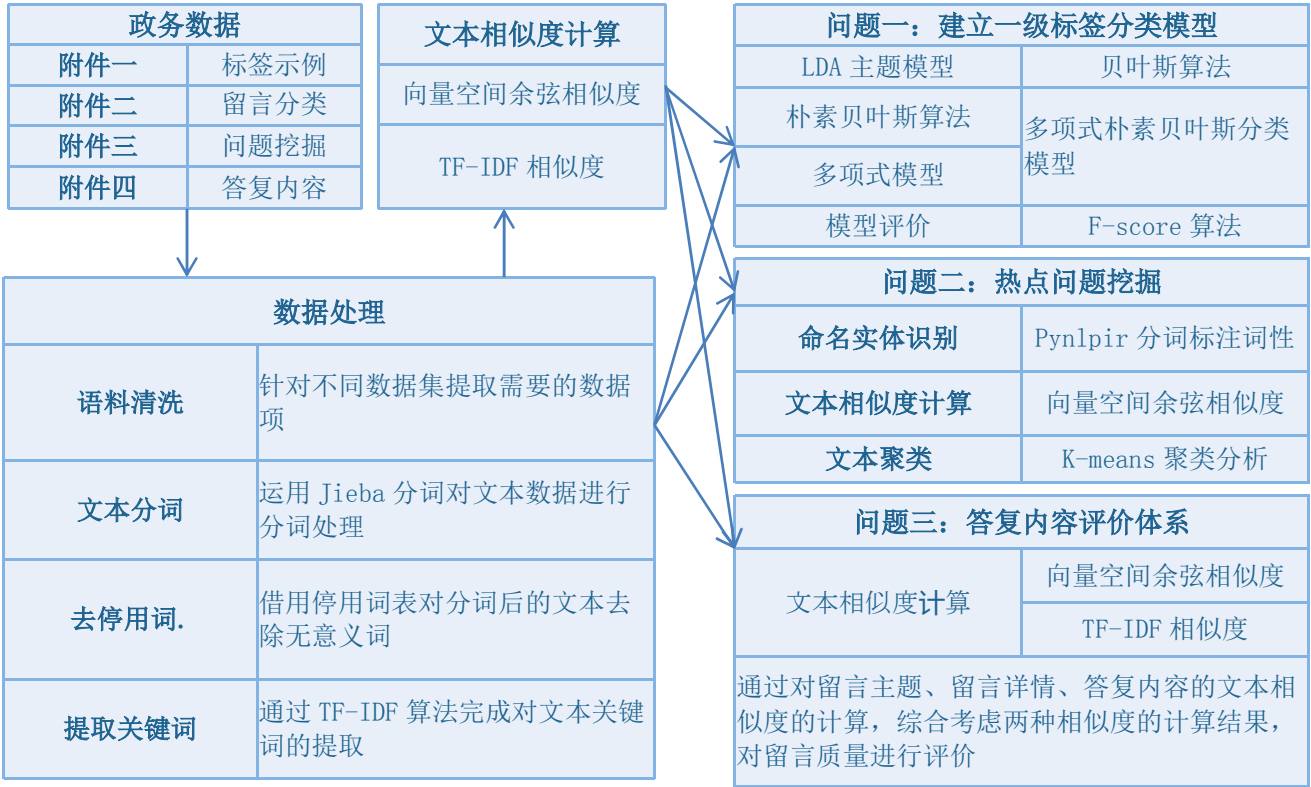 政务数据
附件一 标签示例
附件二 留言分类
附件三 问题挖掘
附件四 答复内容
文本相似度计算
向量空间余弦相似度
TF-IDF 相似度
数据处理
语料清洗
针对不同数据集提取需要的数据
项
文本分词
运用 Jieba 分词对文本数据进行
分词处理
去停用词.
借用停用词表对分词后的文本去
除无意义词
提取关键词
通过 TF-IDF 算法完成对文本关键
词的提取
问题一：建立一级标签分类模型
LDA 主题模型 贝叶斯算法
朴素贝叶斯算法
多项式模型
多项式朴素贝叶斯分类
模型
模型评价 F-score 算法
问题二：热点问题挖掘
命名实体识别 Pynlpir 分词标注词性
文本相似度计算 向量空间余弦相似度
文本聚类 K-means 聚类分析
问题三：答复内容评价体系
文本相似度计算
向量空间余弦相似度
TF-IDF 相似度
通过对留言主题、留言详情、答复内容的文本相
似度的计算，综合考虑两种相似度的计算结果，
对留言质量进行评价